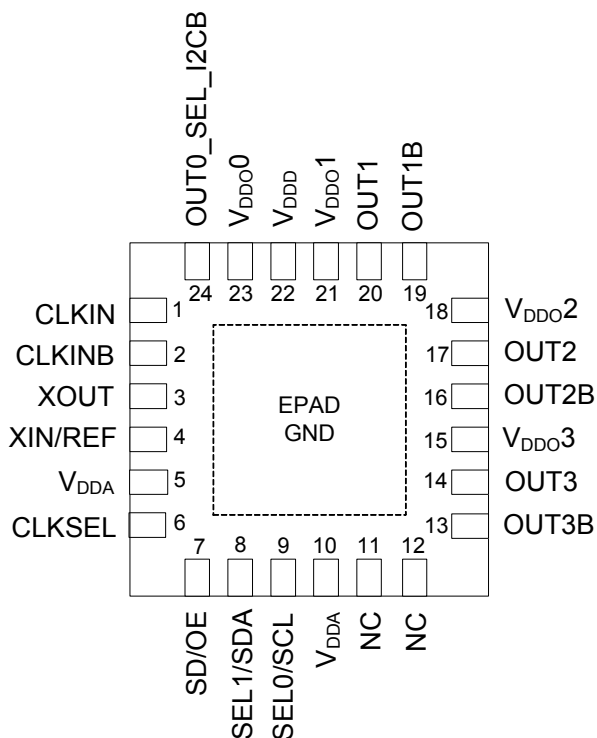 OUT0_SEL_I2CB
VDDO0
VDDD
VDDO1
OUT1
OUT1B
24
23
22
21
20
19
CLKIN
1
CLKINB
2
XOUT
3
XIN/REF
4
VDDA
5
CLKSEL
6
EPAD
GND
18
VDDO2
17
OUT2
16
OUT2B
15
VDDO3
14
OUT3
13
OUT3B
7
8
9
10
11
12
SD/OE
SEL1/SDA
SEL0/SCL
VDDA
NC
NC